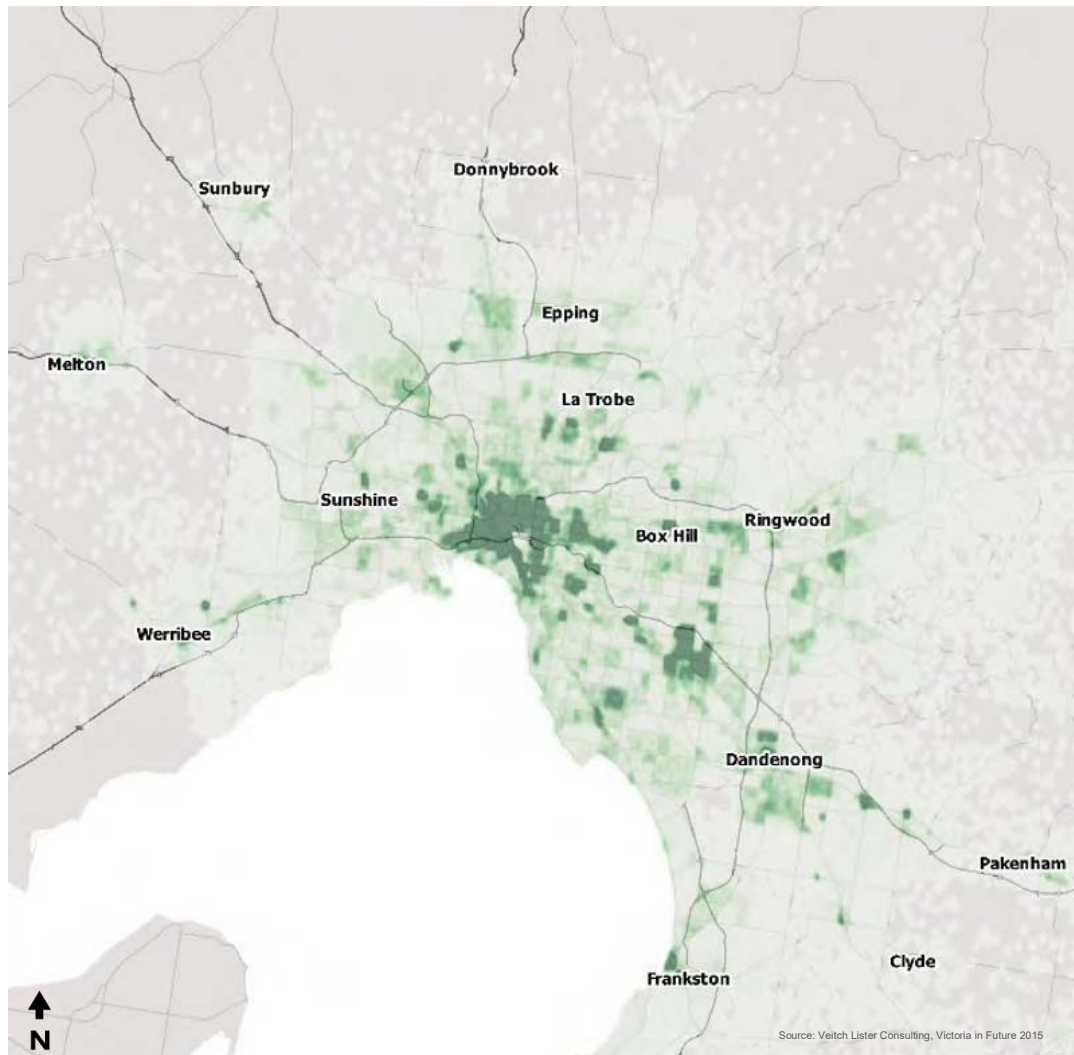 Donnybrook
Sunbury
Epping
Melton
La Trobe
Sunshine
Ringwood
Box Hill
Werribee
Dandenong
Pakenham
Clyde
Frankston
N
Source: Veitch Lister Consulting, Victoria in Future 2015